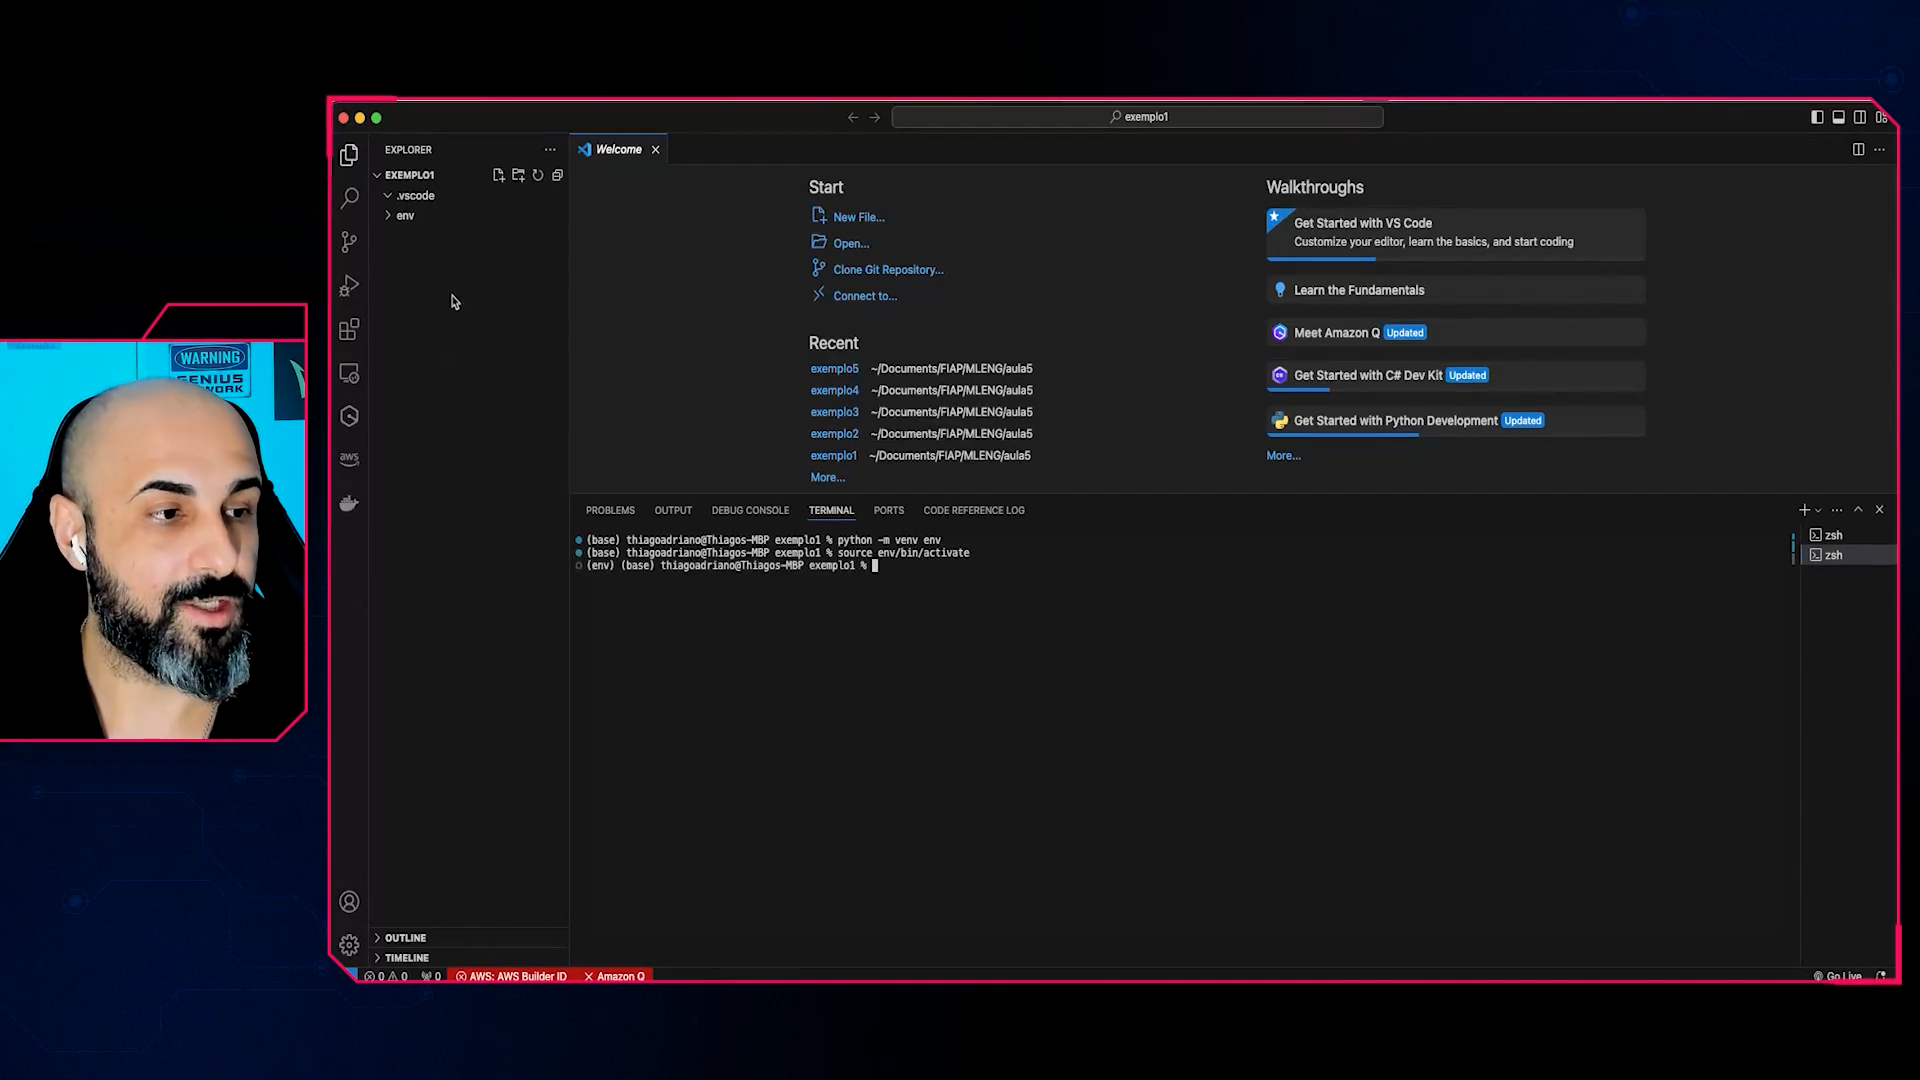 exemplo1
EXPLORER
Welcome
EXEMPLO1
.vscode
env
Start
New File...
Open...
Clone Git Repository...
Connect to...
Recent
exemplo5 ~/Documents/FIAP/MLENG/aula5
exemplo4 ~/Documents/FIAP/MLENG/aula5
exemplo3 ~/Documents/FIAP/MLENG/aula5
exemplo2 ~/Documents/FIAP/MLENG/aula5
exemplo1 ~/Documents/FIAP/MLENG/aula5
More...
Walkthroughs
Get Started with VS Code
Customize your editor, learn the basics, and start coding
Learn the Fundamentals
Meet Amazon Q Updated
Get Started with C# Dev Kit Updated
Get Started with Python Development Updated
More...
WARNING
GENIUS
aws
PROBLEMS OUTPUT DEBUG CONSOLE TERMINAL PORTS CODE REFERENCE LOG
(base) thiagoadriano@Thiagos-MBP exemplo1 % python -m venv env
(base) thiagoadriano@Thiagos-MBP exemplo1 % source env/bin/activate
(env) (base) thiagoadriano@Thiagos-MBP exemplo1 %
zsh
zsh
OUTLINE
TIMELINE
0 0 0 AWS: AWS Builder ID Amazon Q Go Live